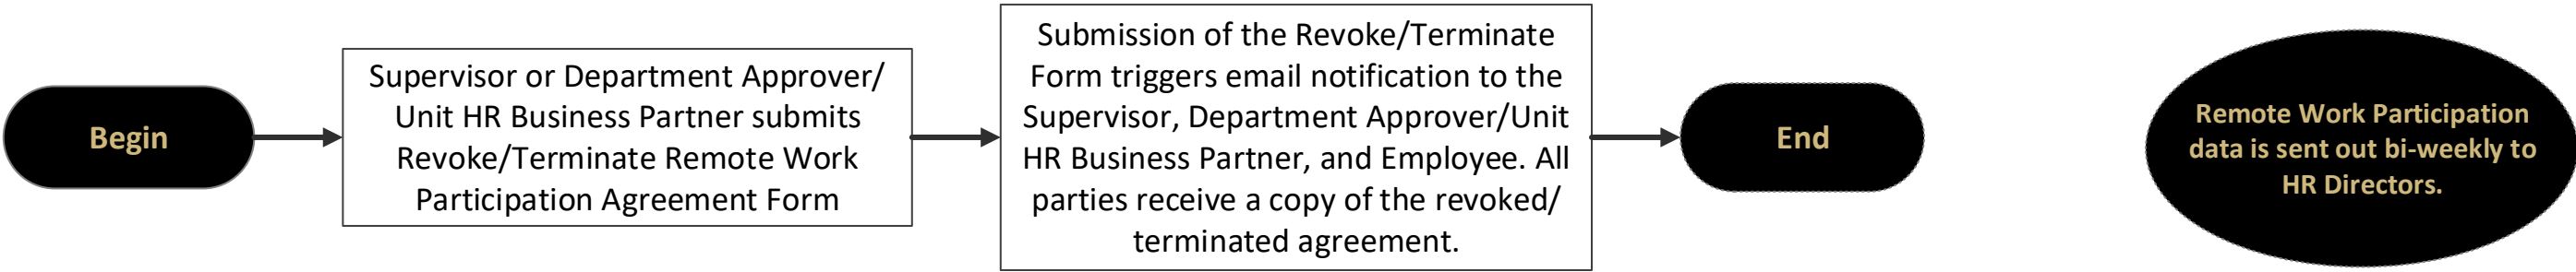 Begin
Supervisor or Department Approver/
Unit HR Business Partner submits
Revoke/Terminate Remote Work
Participation Agreement Form
Submission of the Revoke/Terminate
Form triggers email notification to the
Supervisor, Department Approver/Unit
HR Business Partner, and Employee. All
parties receive a copy of the revoked/
terminated agreement.
End
Remote Work Participation
data is sent out bi-weekly to
HR Directors.